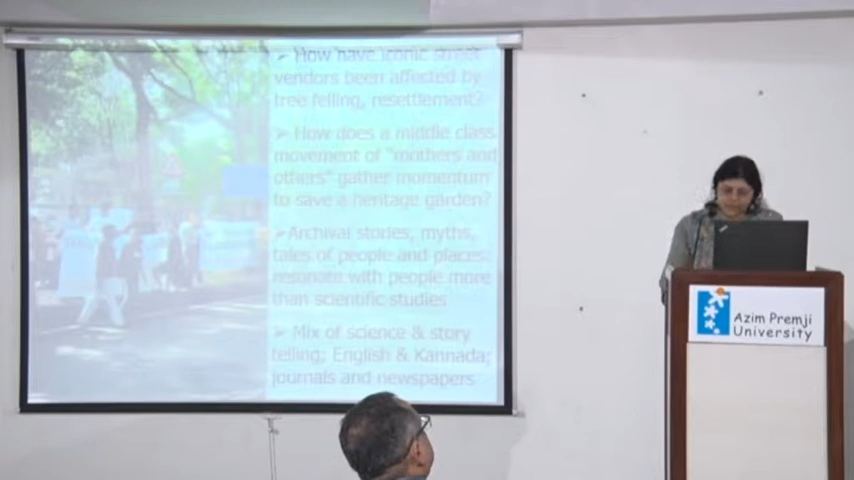 ➢ How have iconic street
vendors been affected by
tree felling, resettlement?
➢ How does a middle class
movement of "mothers and
others" gather momentum
to save a heritage garden?
➢Archival stories, myths,
tales of people and places:
resonate with people more
than scientific studies
➢ Mix of science & story
telling; English & Kannada;
journals and newspapers
Azim Premji
University